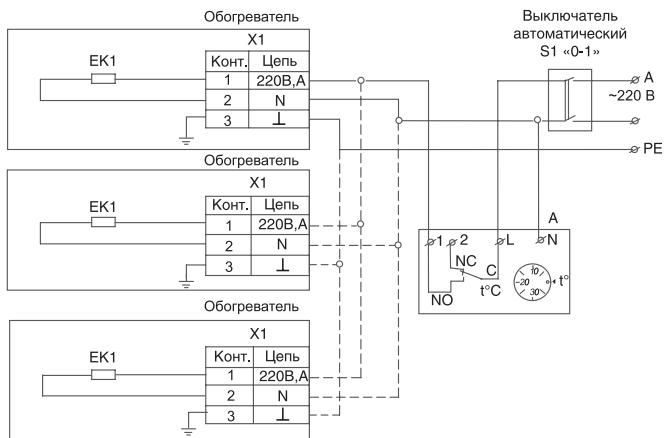 Обогреватель
X1
EK1
Конт. Цепь
1 220В,А
2 N
3 ⊥
Выключатель
автоматический
S1 «0-1»
A
~220 В
PE
Обогреватель
X1
EK1
Конт. Цепь
1 220В,А
2 N
3 ⊥
A
1 2 L N
NC
C
NO
t°C
10
-20
30
t°
Обогреватель
X1
EK1
Конт. Цепь
1 220В,А
2 N
3 ⊥